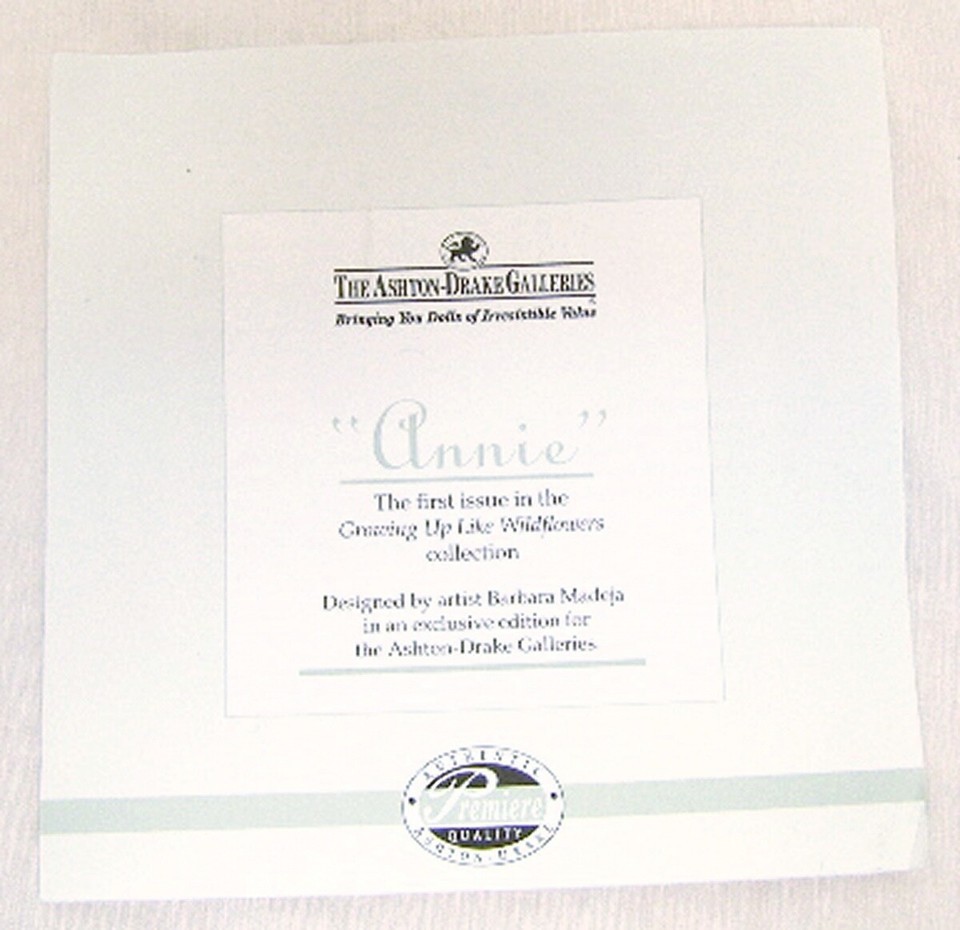 THE ASHTON-DRAKE GALLERIES
Bringing You Dolls of Irresistible Value
“Annie”
The first issue in the
Growing Up Like Wildflowers
collection
Designed by artist Barbara Madeja
in an exclusive edition for
the Ashton-Drake Galleries
AUTHENTIC
Premiere
QUALITY
ASHTON-DRAKE